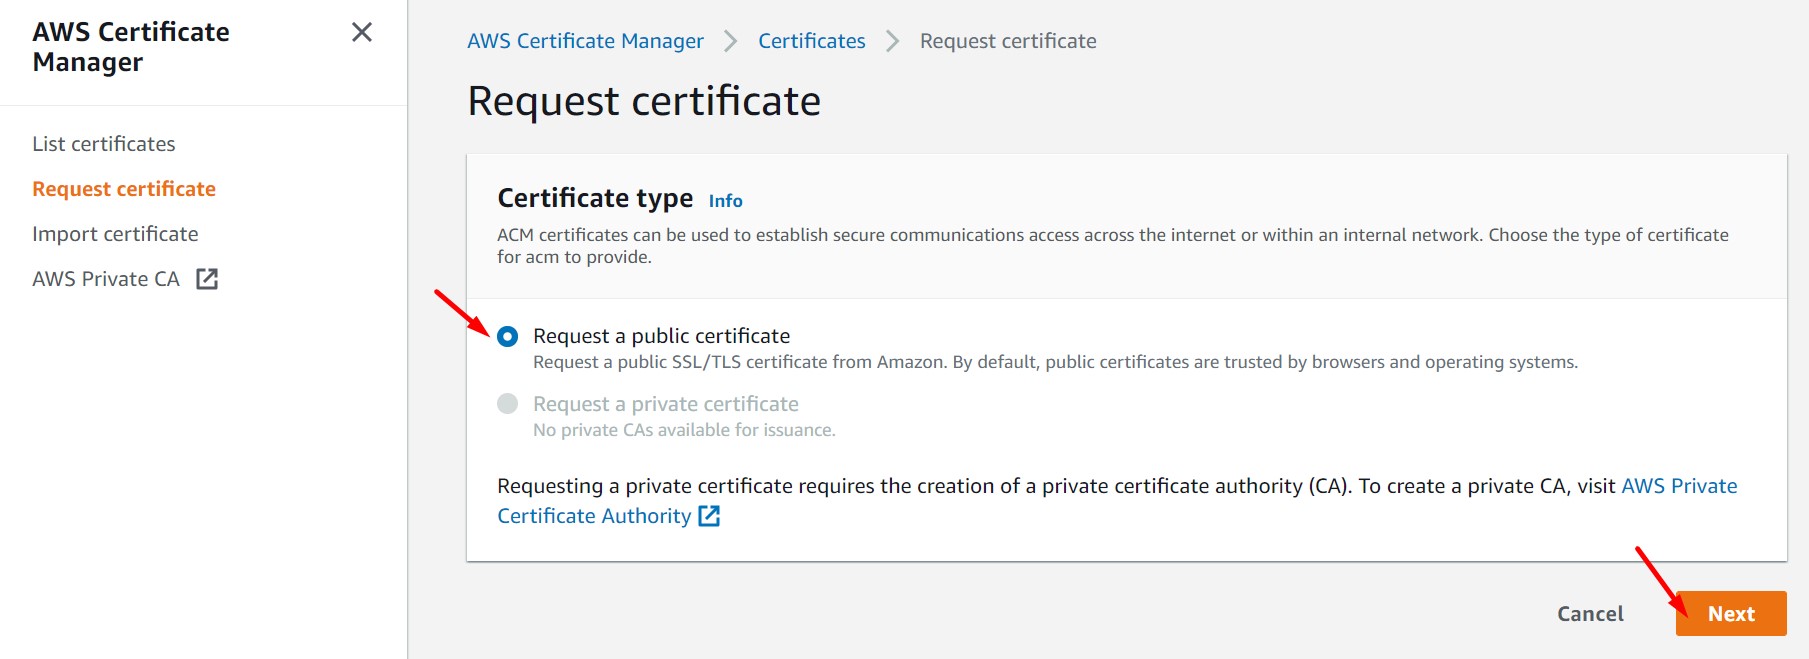 AWS Certificate
Manager
List certificates
Request certificate
Import certificate
AWS Private CA
AWS Certificate Manager
Certificates
Request certificate
Request certificate
Certificate type Info
ACM certificates can be used to establish secure communications access across the internet or within an internal network. Choose the type of certificate
for acm to provide.
Request a public certificate
Request a public SSL/TLS certificate from Amazon. By default, public certificates are trusted by browsers and operating systems.
Request a private certificate
No private CAs available for issuance.
Requesting a private certificate requires the creation of a private certificate authority (CA). To create a private CA, visit AWS Private
Certificate Authority
Cancel
Next